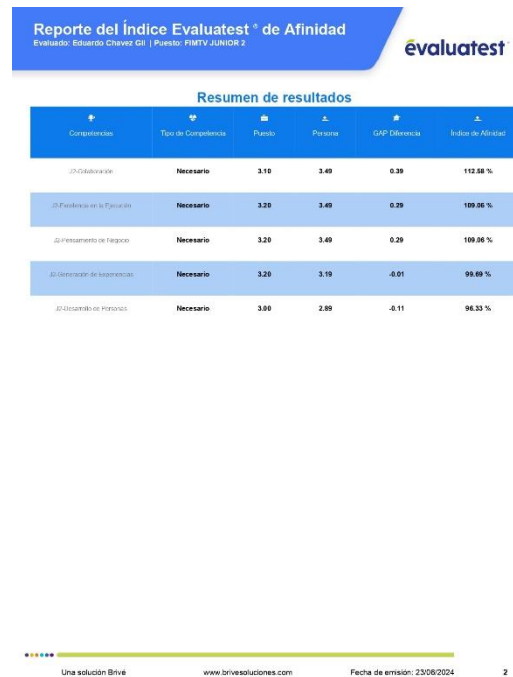 Reporte del Índice Evaluatest ® de Afinidad
Evaluado: Eduardo Chavez Gil | Puesto: FIMTV JUNIOR 2
évaluatest
Resumen de resultados
Competencias Tipo de Competencia Puesto Persona GAP Diferencia Índice de Afinidad
J2-Colaboración Necesario 3.10 3.49 0.39 112.58 %
J2-Excelencia en la Ejecución Necesario 3.20 3.49 0.29 109.06 %
J2-Pensamiento de Negocio Necesario 3.20 3.49 0.29 109.06 %
J2-Generación de Experiencias Necesario 3.20 3.19 -0.01 99.69 %
J2-Desarrollo de Personas Necesario 3.00 2.89 -0.11 96.33 %
Una solución Brivé www.brivesoluciones.com Fecha de emisión: 23/08/2024 2